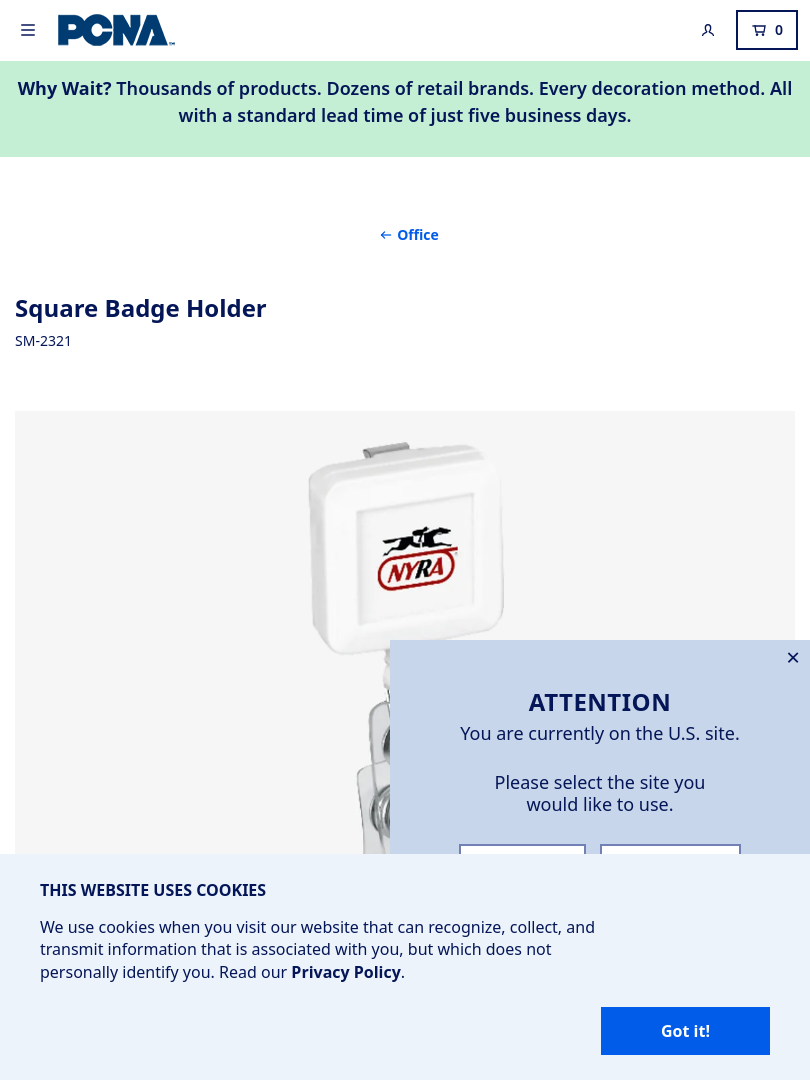 PCNA
0
Why Wait? Thousands of products. Dozens of retail brands. Every decoration method. All
with a standard lead time of just five business days.
← Office
Square Badge Holder
SM-2321
NYRA
ATTENTION
You are currently on the U.S. site.
Please select the site you
would like to use.
THIS WEBSITE USES COOKIES
We use cookies when you visit our website that can recognize, collect, and
transmit information that is associated with you, but which does not
personally identify you. Read our Privacy Policy.
Got it!